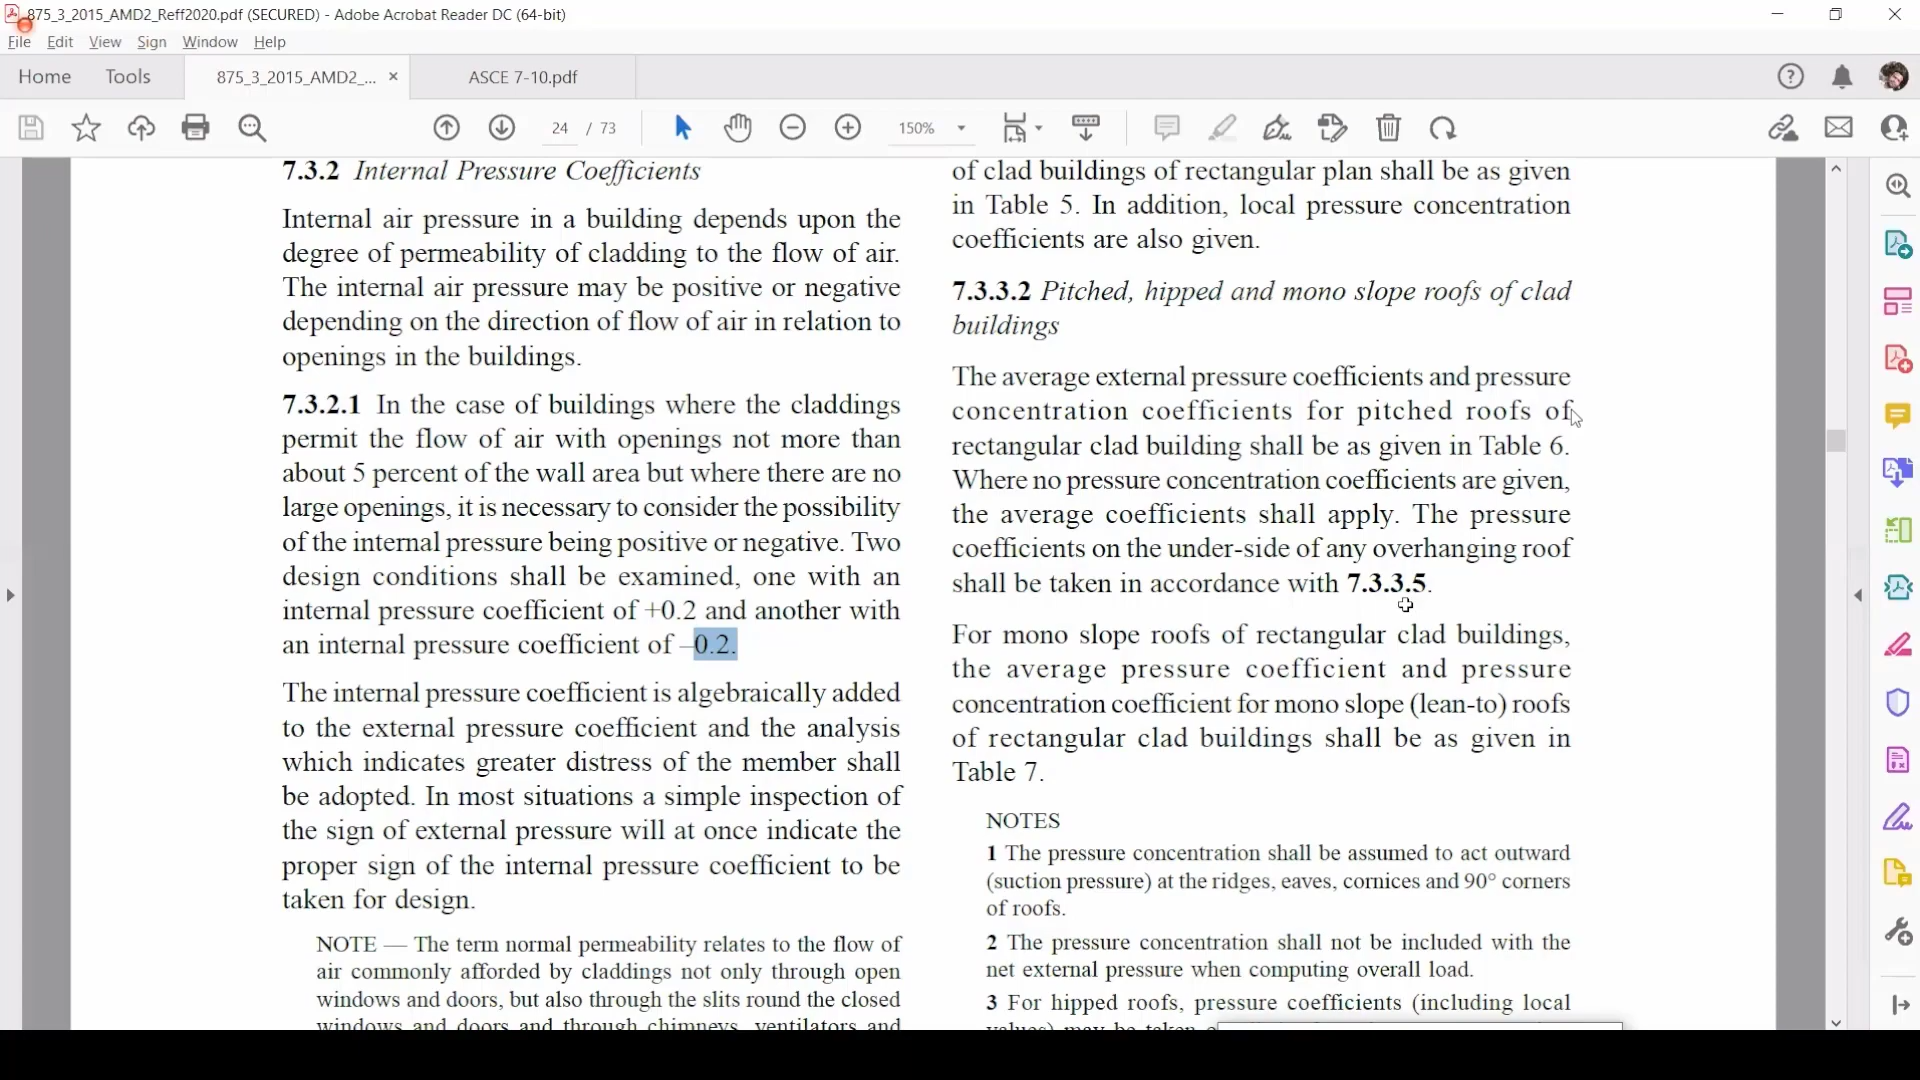 875_3_2015_AMD2_Reff2020.pdf (SECURED) - Adobe Acrobat Reader DC (64-bit)
File Edit View Sign Window Help
Home Tools 875_3_2015_AMD2_... × ASCE 7-10.pdf
24 / 73 150%
7.3.2 Internal Pressure Coefficients
Internal air pressure in a building depends upon the
degree of permeability of cladding to the flow of air.
The internal air pressure may be positive or negative
depending on the direction of flow of air in relation to
openings in the buildings.
7.3.2.1 In the case of buildings where the claddings
permit the flow of air with openings not more than
about 5 percent of the wall area but where there are no
large openings, it is necessary to consider the possibility
of the internal pressure being positive or negative. Two
design conditions shall be examined, one with an
internal pressure coefficient of +0.2 and another with
an internal pressure coefficient of –0.2.
The internal pressure coefficient is algebraically added
to the external pressure coefficient and the analysis
which indicates greater distress of the member shall
be adopted. In most situations a simple inspection of
the sign of external pressure will at once indicate the
proper sign of the internal pressure coefficient to be
taken for design.
NOTE — The term normal permeability relates to the flow of
air commonly afforded by claddings not only through open
windows and doors, but also through the slits round the closed
windows and doors and through chimneys, ventilators and
of clad buildings of rectangular plan shall be as given
in Table 5. In addition, local pressure concentration
coefficients are also given.
7.3.3.2 Pitched, hipped and mono slope roofs of clad
buildings
The average external pressure coefficients and pressure
concentration coefficients for pitched roofs of
rectangular clad building shall be as given in Table 6.
Where no pressure concentration coefficients are given,
the average coefficients shall apply. The pressure
coefficients on the under-side of any overhanging roof
shall be taken in accordance with 7.3.3.5.
For mono slope roofs of rectangular clad buildings,
the average pressure coefficient and pressure
concentration coefficient for mono slope (lean-to) roofs
of rectangular clad buildings shall be as given in
Table 7.
NOTES
1 The pressure concentration shall be assumed to act outward
(suction pressure) at the ridges, eaves, cornices and 90° corners
of roofs.
2 The pressure concentration shall not be included with the
net external pressure when computing overall load.
3 For hipped roofs, pressure coefficients (including local
values) may be taken